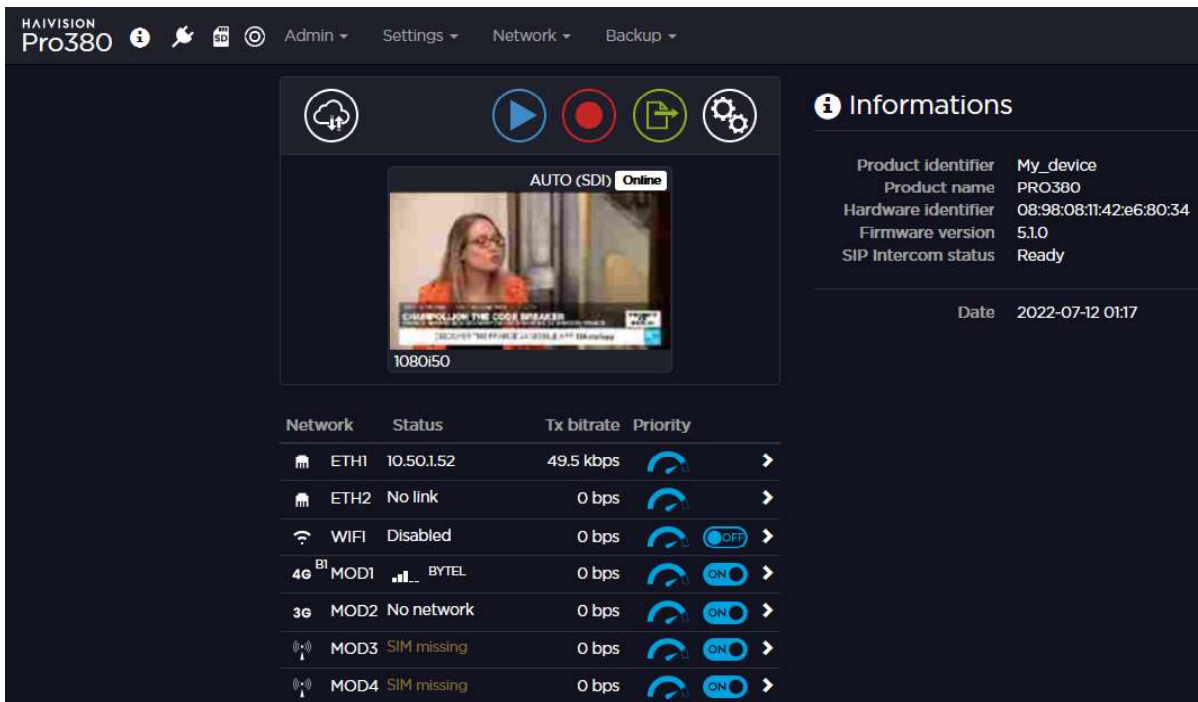 HAIVISION
Pro380
SD
Admin
Settings
Network
Backup
AUTO (SDI) Online
CHAMPOLLION THE CODE BREAKER
1080i50
Network Status Tx bitrate Priority
ETH1 10.50.1.52 49.5 kbps
ETH2 No link 0 bps
WIFI Disabled 0 bps OFF
4G B1 MOD1 BYTEL 0 bps ON
3G MOD2 No network 0 bps ON
MOD3 SIM missing 0 bps ON
MOD4 SIM missing 0 bps ON
Informations
Product identifier My_device
Product name PRO380
Hardware identifier 08:98:08:11:42:e6:80:34
Firmware version 5.1.0
SIP Intercom status Ready
Date 2022-07-12 01:17